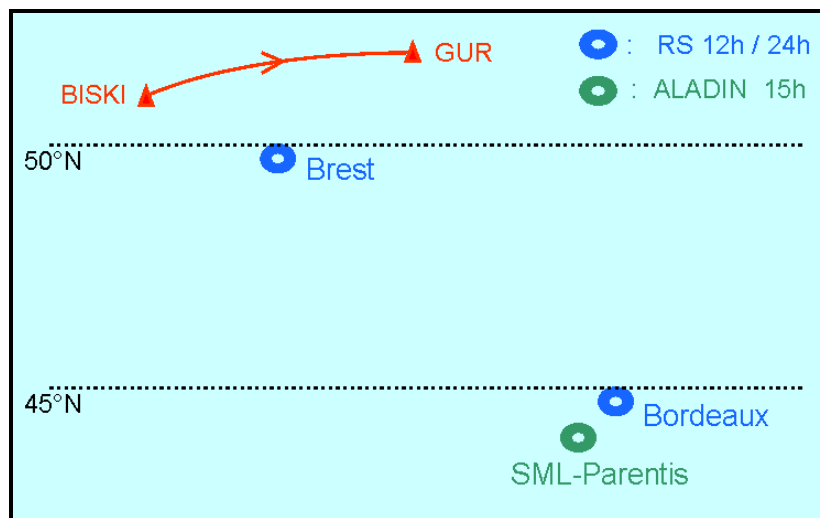 GUR
: RS 12h / 24h
BISKI
: ALADIN 15h
50°N
Brest
45°N
Bordeaux
SML-Parentis